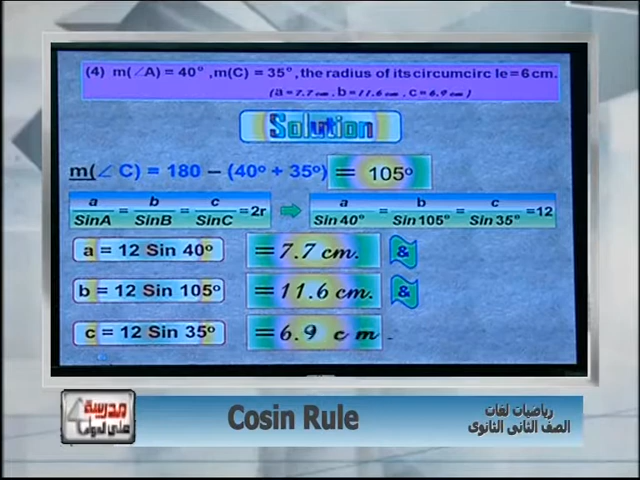 (4) m(∠A) = 40° ,m(C) = 35°, the radius of its circumcirc le = 6 cm.
(a = 7.7 cm , b = 11.6 cm , c = 6.9 cm )
Solution
m(∠ C) = 180 – (40° + 35°) = 105°
a/SinA = b/SinB = c/SinC = 2r ⇒ a/Sin 40° = b/Sin 105° = c/Sin 35° = 12
a = 12 Sin 40° = 7.7 cm. &
b = 12 Sin 105° = 11.6 cm. &
c = 12 Sin 35° = 6.9 c m .
مدرسة
على الهواء
Cosin Rule
رياضيات لغات
الصف الثانى الثانوى